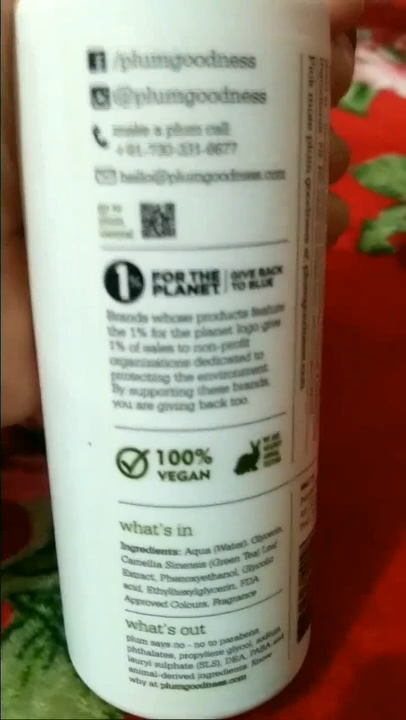 /plumgoodness
@plumgoodness
make a plum call
+91-730-331-6677
hello@plumgoodness.com
1%
FOR THE
PLANET
GIVE BACK
TO BLUE
Brands whose products feature
the 1% for the planet logo give
1% of sales to non-profit
organizations dedicated to
protecting the environment.
By supporting these brands,
you are giving back too.
100%
VEGAN
what's in
Ingredients: Aqua (Water), Glycerin,
Camellia Sinensis (Green Tea) Leaf
Extract, Phenoxyethanol, Glycolic
acid, Ethylhexylglycerin, FDA
Approved Colours, Fragrance
what's out
plum says no - no to parabens,
phthalates, propylene glycol, sodium
lauryl sulphate (SLS), DEA, PABA and
animal-derived ingredients. Know
why at plumgoodness.com